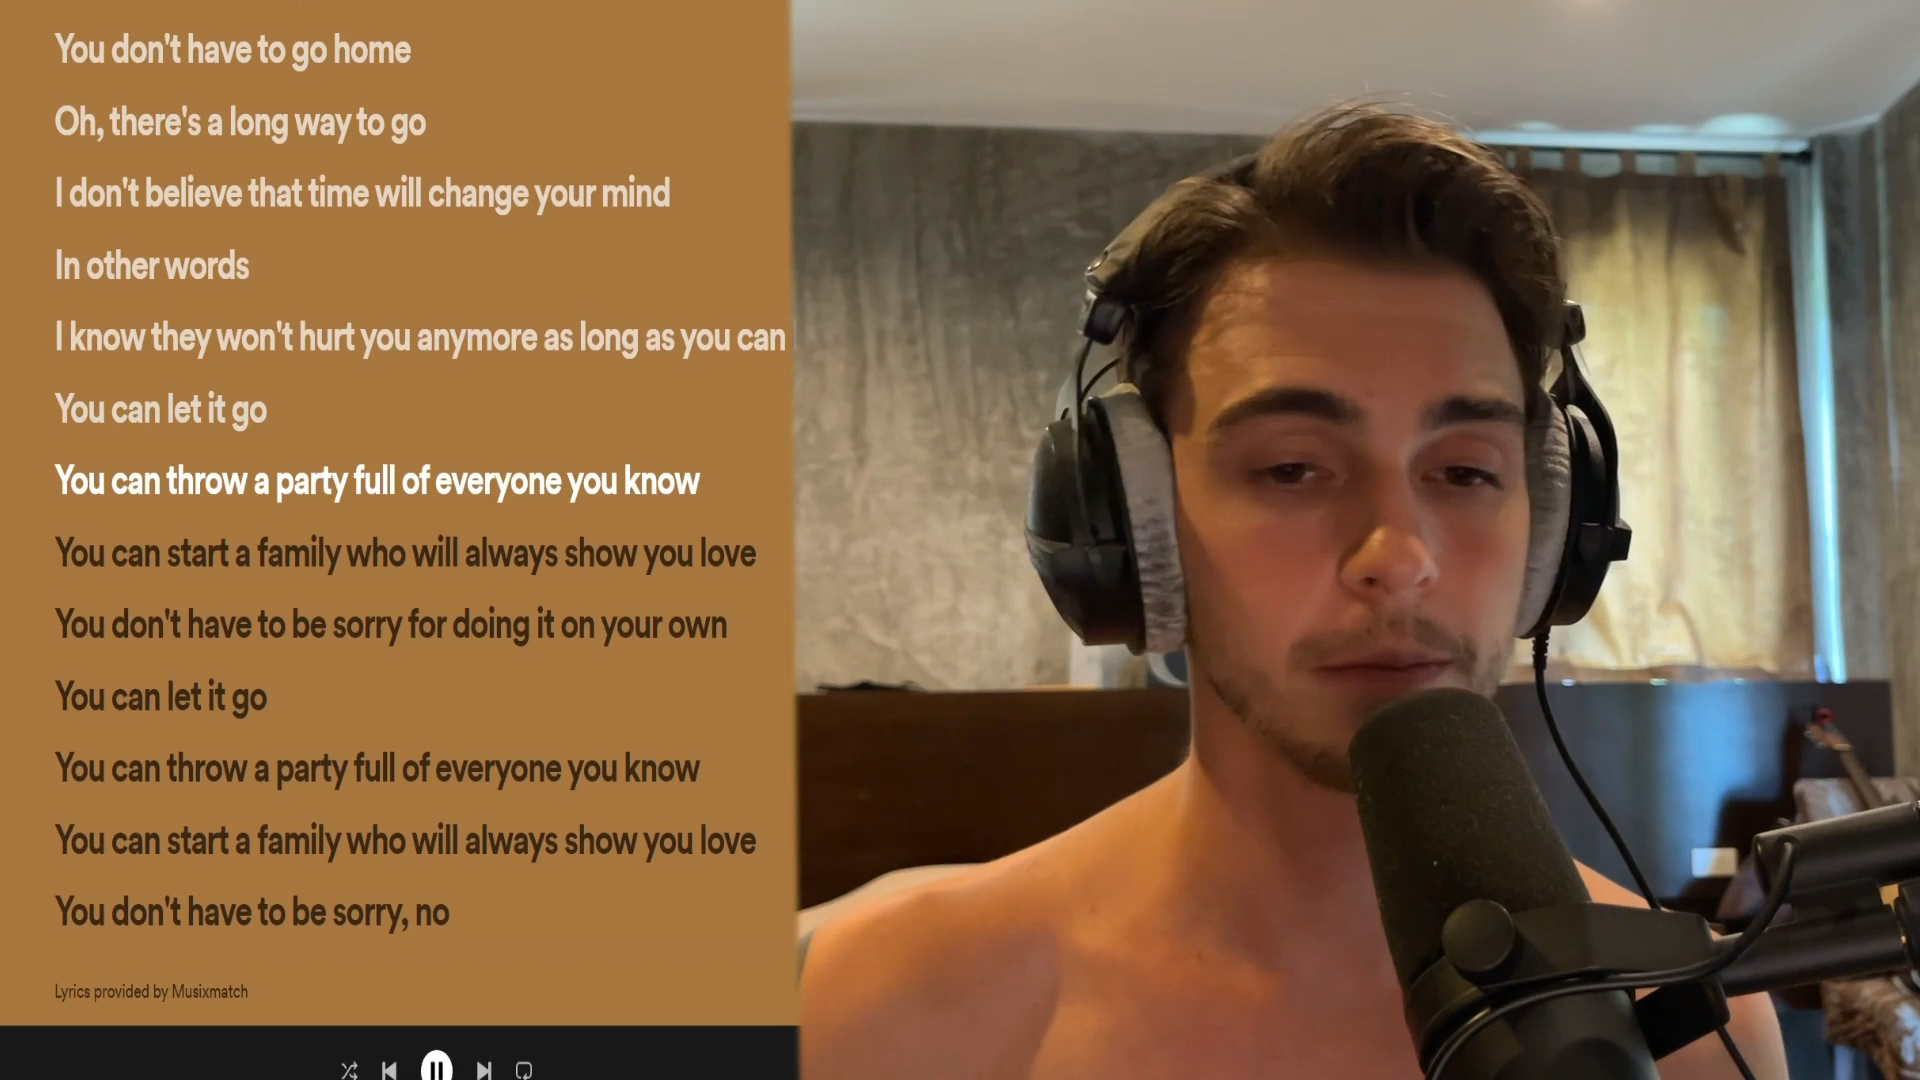 You don't have to go home
Oh, there's a long way to go
I don't believe that time will change your mind
In other words
I know they won't hurt you anymore as long as you can
You can let it go
You can throw a party full of everyone you know
You can start a family who will always show you love
You don't have to be sorry for doing it on your own
You can let it go
You can throw a party full of everyone you know
You can start a family who will always show you love
You don't have to be sorry, no
Lyrics provided by Musixmatch